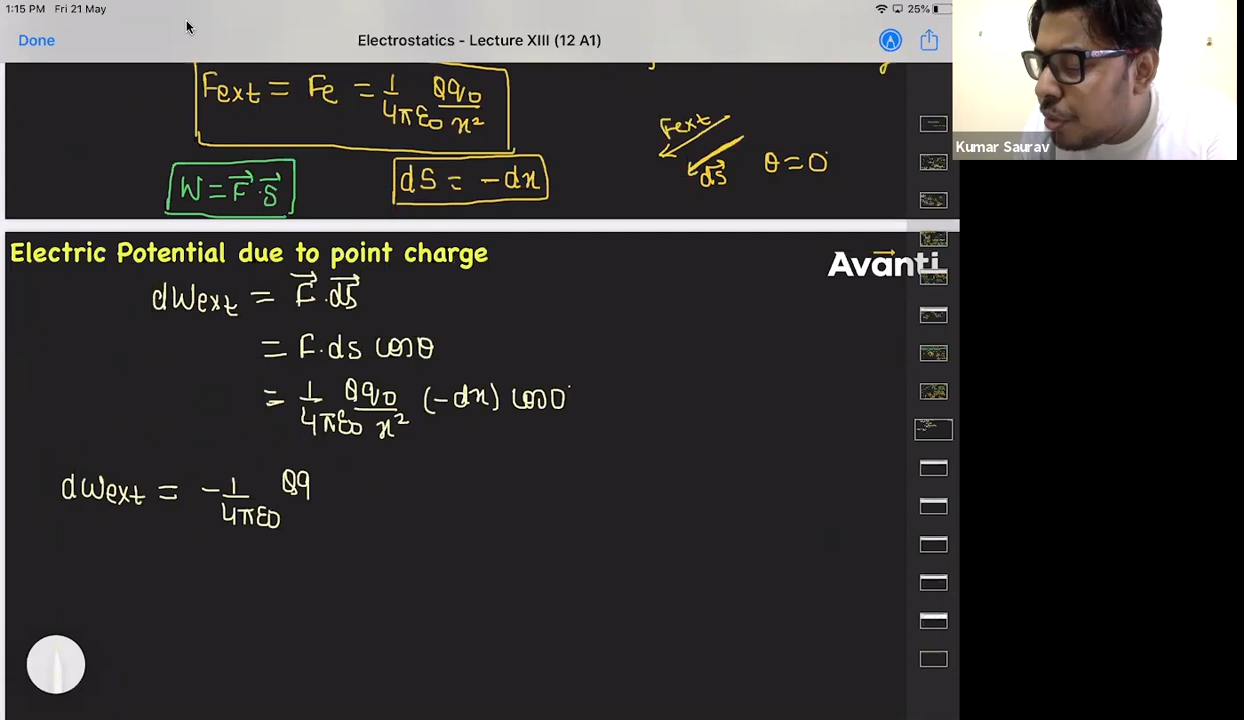 1:15 PM Fri 21 May
25%
Done
Electrostatics - Lecture XIII (12 A1)
Fext = Fe = 1/4πε0 Qq0/x²
Fext
ds θ = 0°
W = F·S
dS = -dx
Kumar Saurav
Electric Potential due to point charge
Avanti
dWext = F·ds
= F·ds cosθ
= 1/4πε0 Qq0/x² (-dx) cos0°
dWext = -1/4πε0 Qq